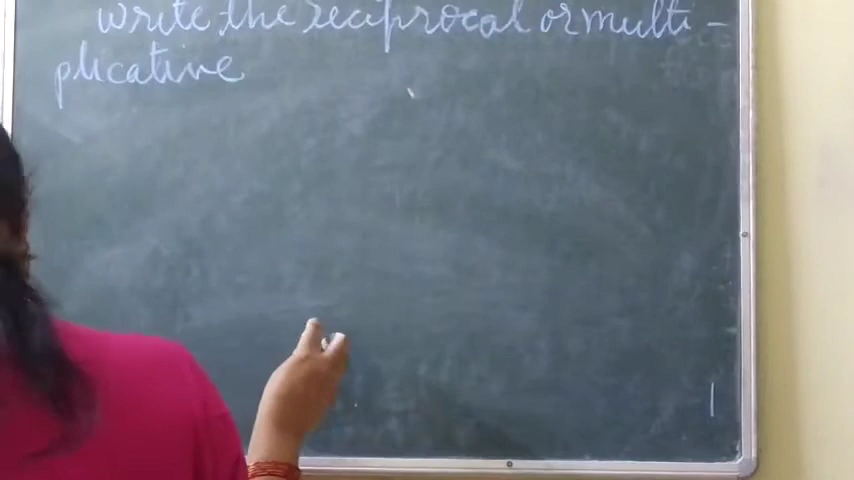 write the reciprocal or multi -
plicative